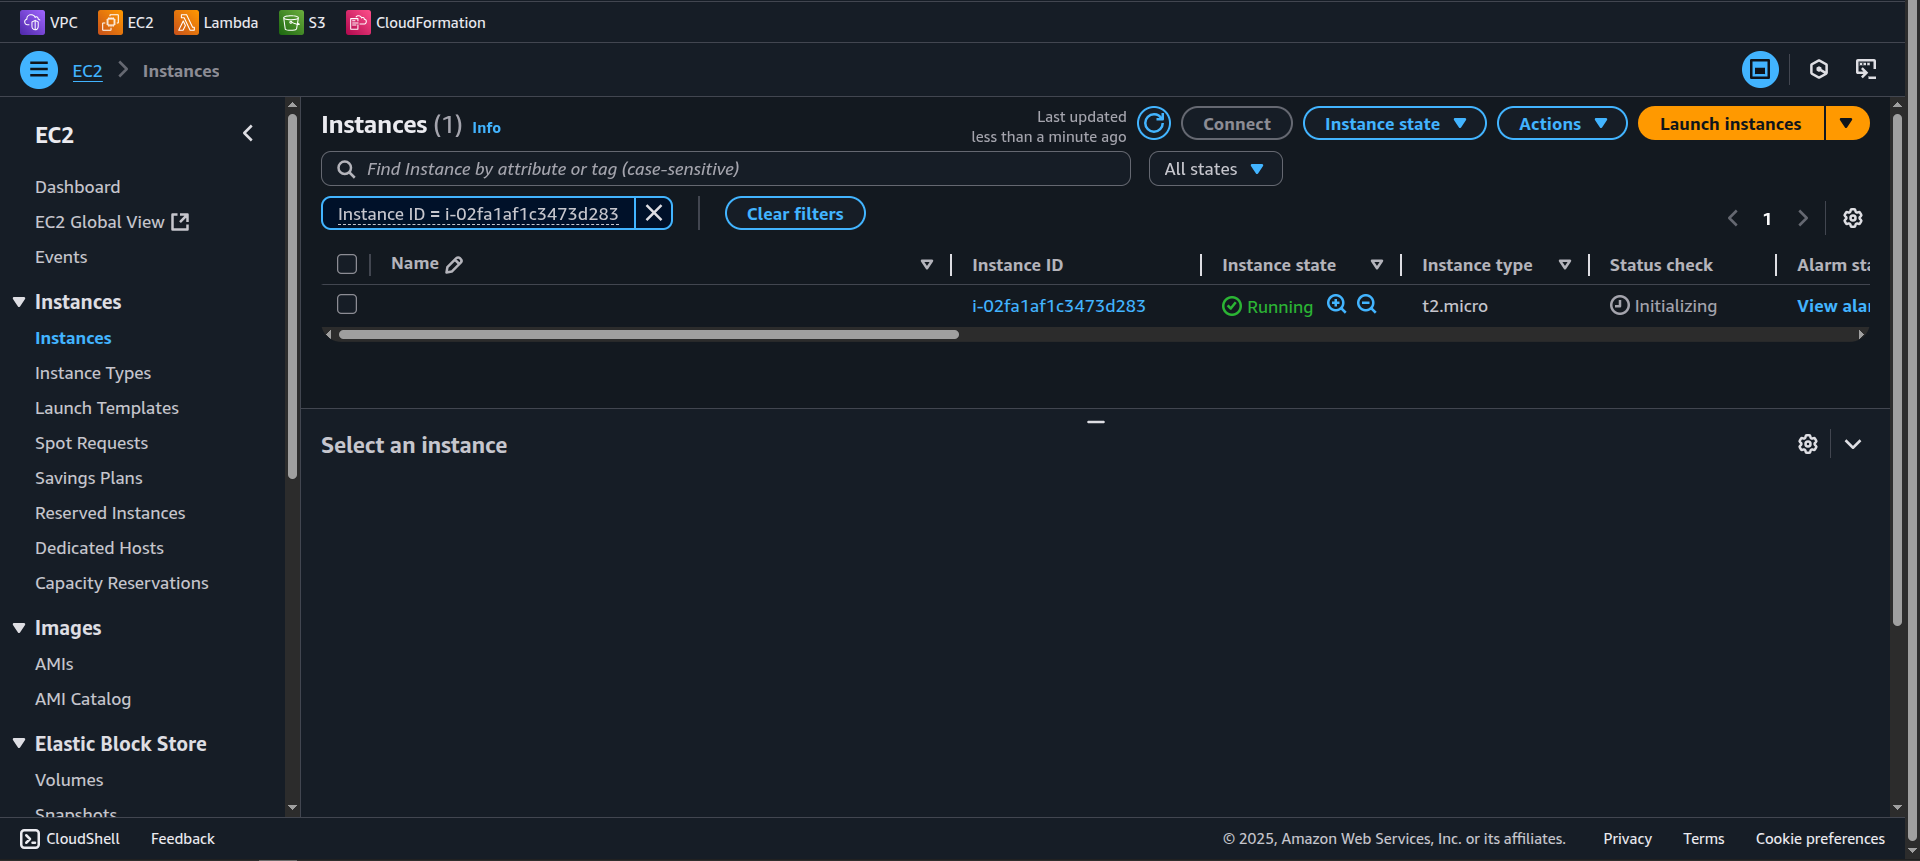 VPC EC2 Lambda S3 CloudFormation
EC2 Instances
EC2
Dashboard
EC2 Global View
Events
Instances
Instances
Instance Types
Launch Templates
Spot Requests
Savings Plans
Reserved Instances
Dedicated Hosts
Capacity Reservations
Images
AMIs
AMI Catalog
Elastic Block Store
Volumes
Snapshots
Instances (1) Info
Last updated
less than a minute ago
Connect Instance state Actions Launch instances
Find Instance by attribute or tag (case-sensitive)
All states
Instance ID = i-02fa1af1c3473d283
Clear filters
1
Name Instance ID Instance state Instance type Status check Alarm sta
i-02fa1af1c3473d283 Running t2.micro Initializing View alar
Select an instance
CloudShell Feedback
© 2025, Amazon Web Services, Inc. or its affiliates. Privacy Terms Cookie preferences